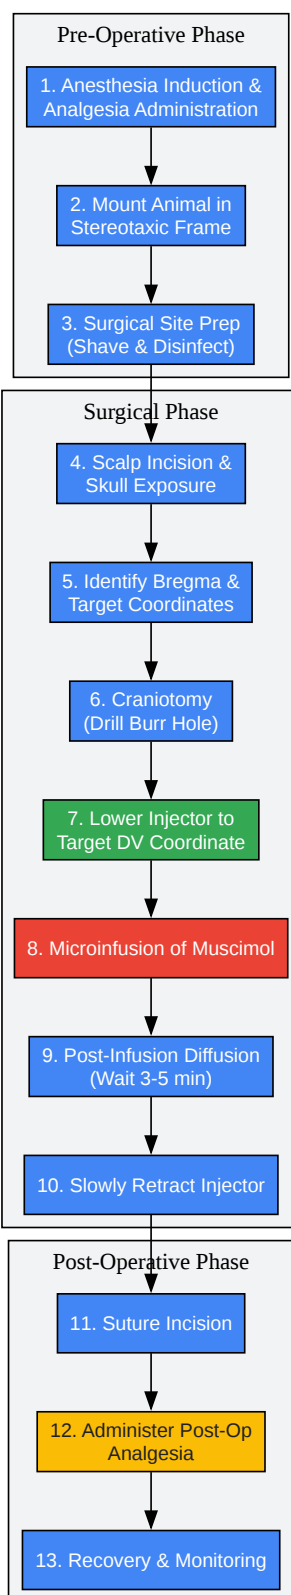 Pre-Operative Phase
1. Anesthesia Induction &
Analgesia Administration
2. Mount Animal in
Stereotaxic Frame
3. Surgical Site Prep
(Shave & Disinfect)
Surgical Phase
4. Scalp Incision &
Skull Exposure
5. Identify Bregma &
Target Coordinates
6. Craniotomy
(Drill Burr Hole)
7. Lower Injector to
Target DV Coordinate
8. Microinfusion of Muscimol
9. Post-Infusion Diffusion
(Wait 3-5 min)
10. Slowly Retract Injector
Post-Operative Phase
11. Suture Incision
12. Administer Post-Op
Analgesia
13. Recovery & Monitoring